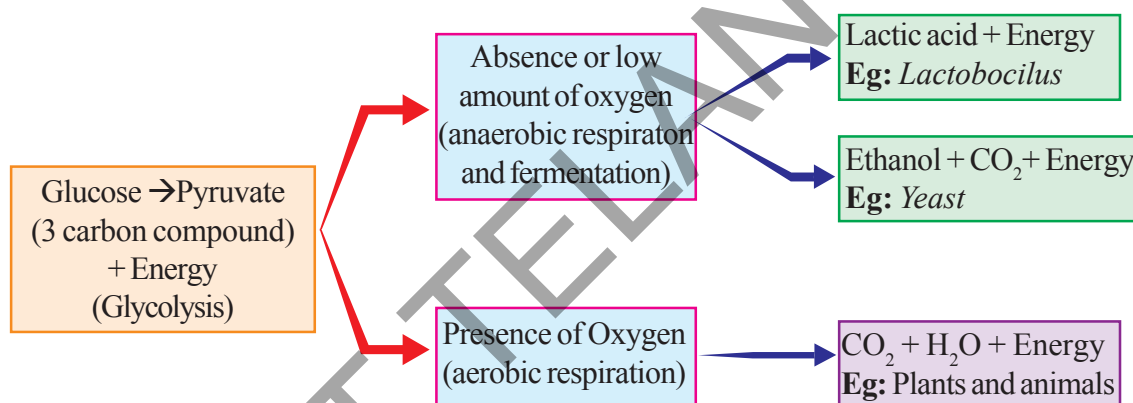 Glucose →Pyruvate
(3 carbon compound)
+ Energy
(Glycolysis)
Absence or low
amount of oxygen
(anaerobic respiraton
and fermentation)
Lactic acid + Energy
Eg: Lactobocilus
Ethanol + CO₂+ Energy
Eg: Yeast
Presence of Oxygen
(aerobic respiration)
CO₂ + H₂O + Energy
Eg: Plants and animals
T TELAN